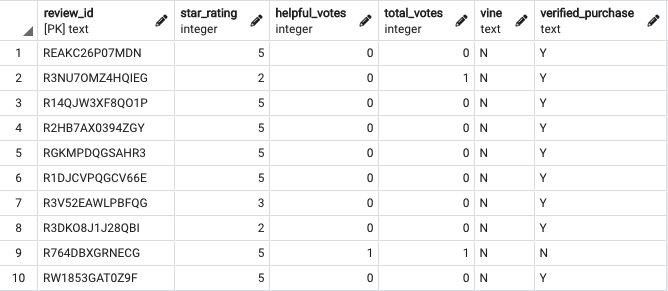 review_id star_rating helpful_votes total_votes vine verified_purchase
[PK] text integer integer integer text text
1 REAKC26P07MDN 5 0 0 N Y
2 R3NU7OMZ4HQIEG 2 0 1 N Y
3 R14QJW3XF8QO1P 5 0 0 N Y
4 R2HB7AX0394ZGY 5 0 0 N Y
5 RGKMPDQGSAHR3 5 0 0 N Y
6 R1DJCVPQGCV66E 5 0 0 N Y
7 R3V52EAWLPBFQG 3 0 0 N Y
8 R3DKO8J1J28QBI 2 0 0 N Y
9 R764DBXGRNECG 5 1 1 N N
10 RW1853GAT0Z9F 5 0 0 N Y